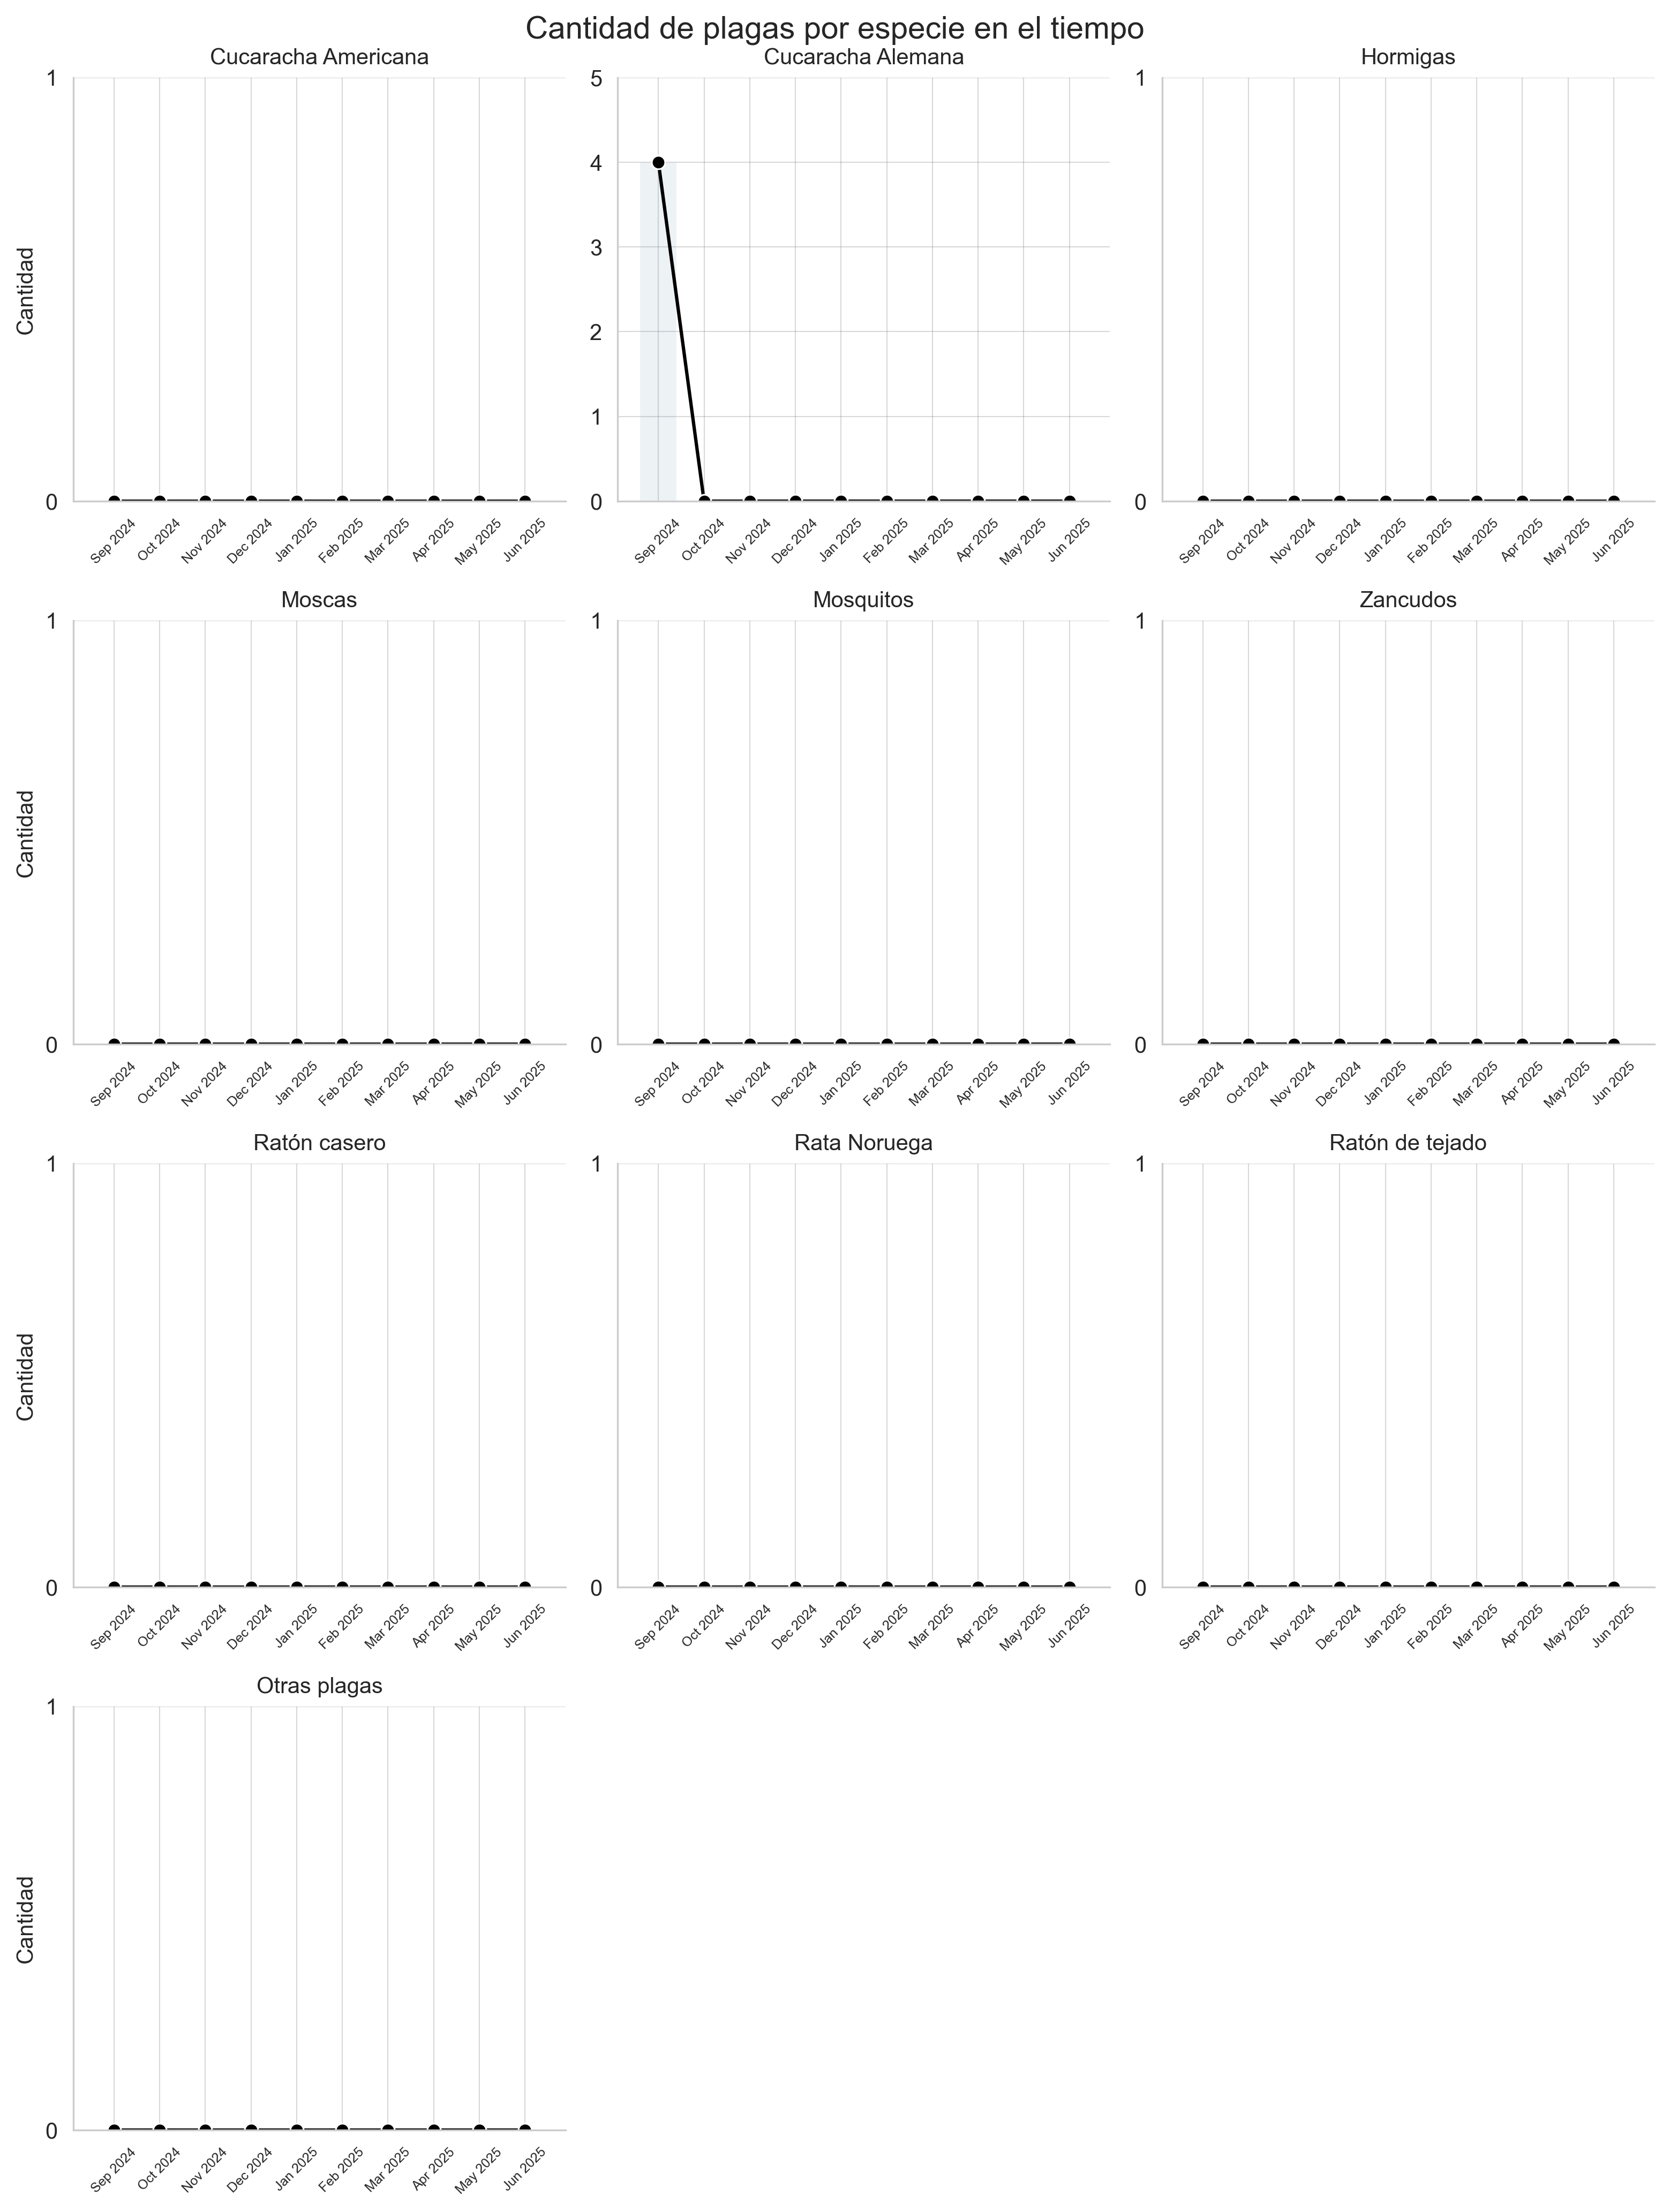 Cantidad de plagas por especie en el tiempo
Cucaracha Americana
1
0
Cantidad
Sep 2024 Oct 2024 Nov 2024 Dec 2024 Jan 2025 Feb 2025 Mar 2025 Apr 2025 May 2025 Jun 2025
Cucaracha Alemana
5
4
3
2
1
0
Sep 2024 Oct 2024 Nov 2024 Dec 2024 Jan 2025 Feb 2025 Mar 2025 Apr 2025 May 2025 Jun 2025
Hormigas
1
0
Sep 2024 Oct 2024 Nov 2024 Dec 2024 Jan 2025 Feb 2025 Mar 2025 Apr 2025 May 2025 Jun 2025
Moscas
1
0
Cantidad
Sep 2024 Oct 2024 Nov 2024 Dec 2024 Jan 2025 Feb 2025 Mar 2025 Apr 2025 May 2025 Jun 2025
Mosquitos
1
0
Sep 2024 Oct 2024 Nov 2024 Dec 2024 Jan 2025 Feb 2025 Mar 2025 Apr 2025 May 2025 Jun 2025
Zancudos
1
0
Sep 2024 Oct 2024 Nov 2024 Dec 2024 Jan 2025 Feb 2025 Mar 2025 Apr 2025 May 2025 Jun 2025
Ratón casero
1
0
Cantidad
Sep 2024 Oct 2024 Nov 2024 Dec 2024 Jan 2025 Feb 2025 Mar 2025 Apr 2025 May 2025 Jun 2025
Rata Noruega
1
0
Sep 2024 Oct 2024 Nov 2024 Dec 2024 Jan 2025 Feb 2025 Mar 2025 Apr 2025 May 2025 Jun 2025
Ratón de tejado
1
0
Sep 2024 Oct 2024 Nov 2024 Dec 2024 Jan 2025 Feb 2025 Mar 2025 Apr 2025 May 2025 Jun 2025
Otras plagas
1
0
Cantidad
Sep 2024 Oct 2024 Nov 2024 Dec 2024 Jan 2025 Feb 2025 Mar 2025 Apr 2025 May 2025 Jun 2025